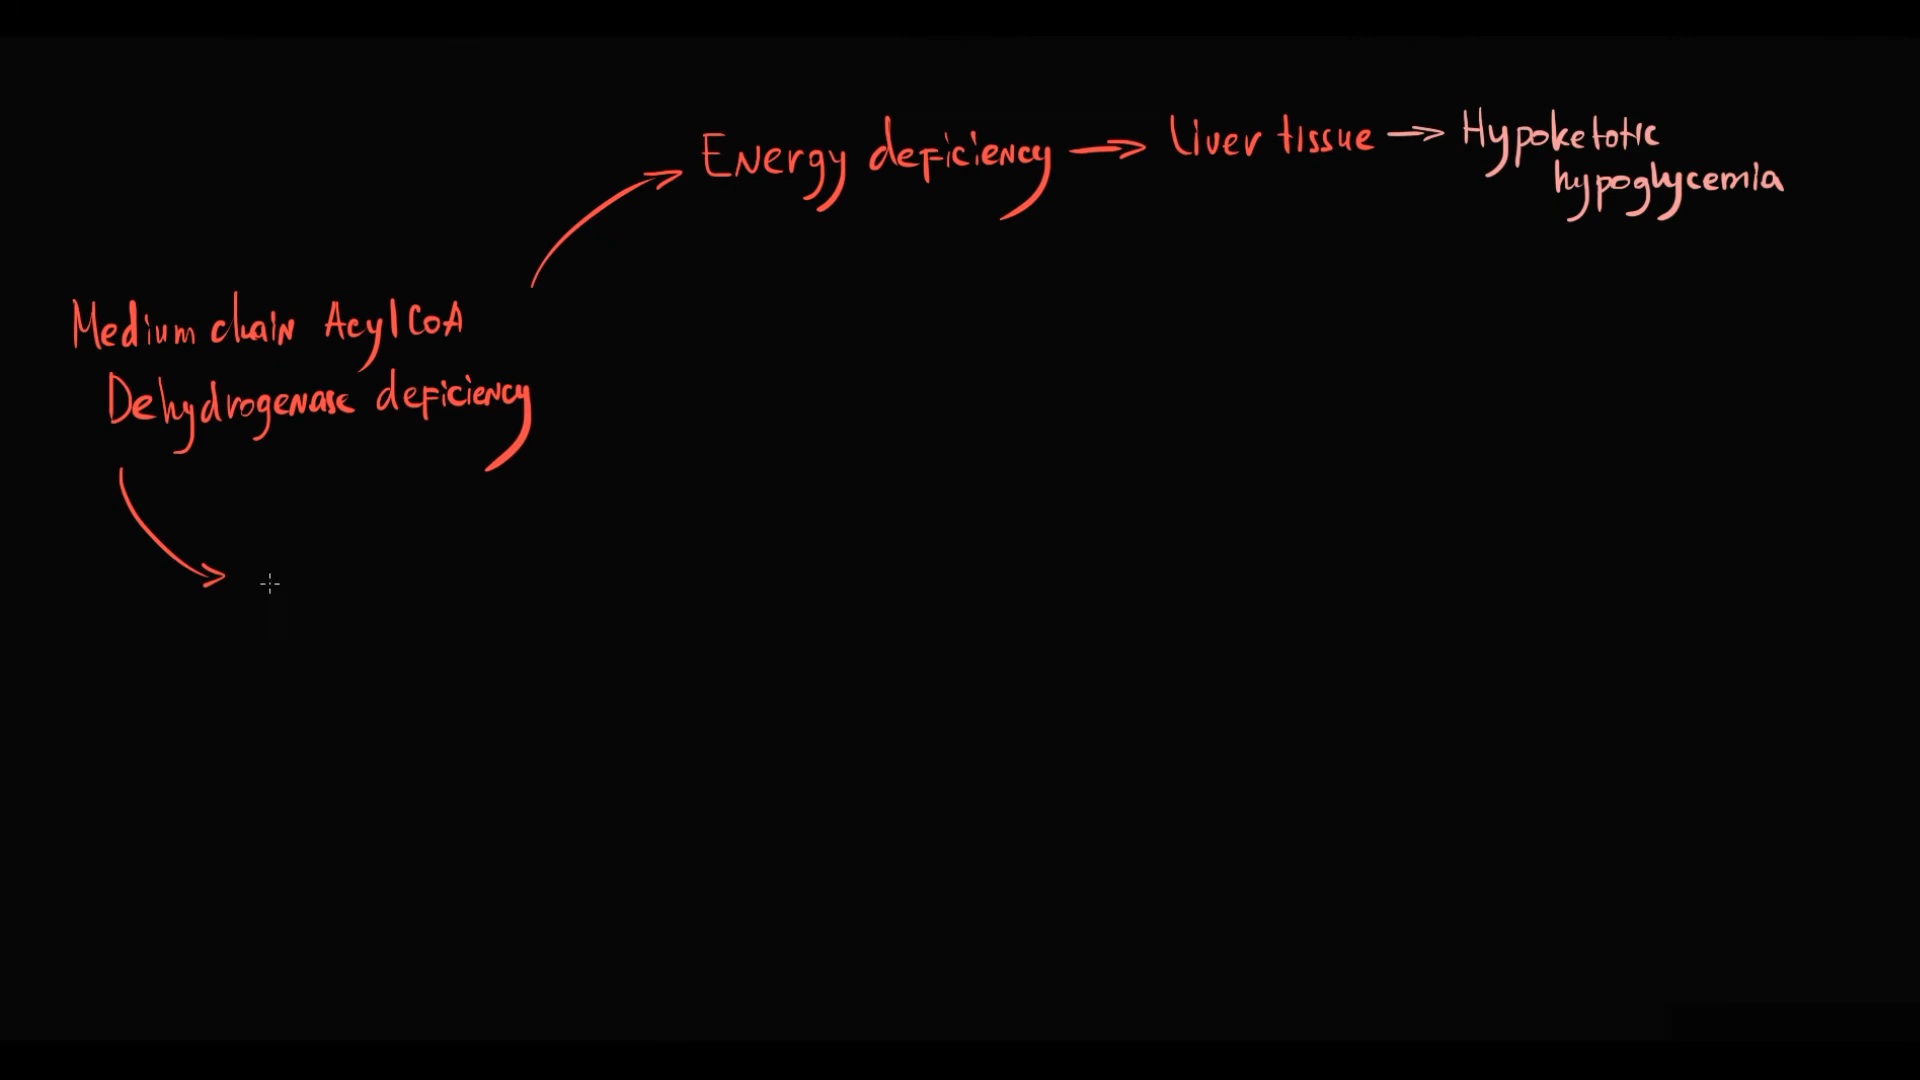 Energy deficiency → Liver tissue → Hypoketotic
hypoglycemia
Medium chain Acyl CoA
Dehydrogenase deficiency